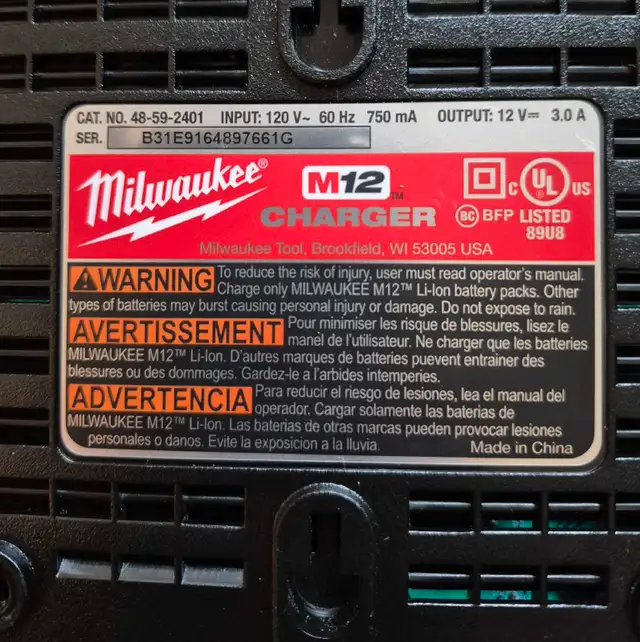 CAT. NO. 48-59-2401 INPUT: 120 V~ 60 Hz 750 mA OUTPUT: 12 V⎓ 3.0 A
SER. B31E9164897661G
Milwaukee®
M12™
CHARGER
C UL US
BC BFP LISTED
89U8
Milwaukee Tool, Brookfield, WI 53005 USA
WARNING To reduce the risk of injury, user must read operator's manual.
Charge only MILWAUKEE M12™ Li-Ion battery packs. Other
types of batteries may burst causing personal injury or damage. Do not expose to rain.
AVERTISSEMENT Pour minimiser les risque de blessures, lisez le
manel de l'utilisateur. Ne charger que les batteries
MILWAUKEE M12™ Li-Ion. D'autres marques de batteries puevent entrainer des
blessures ou des dommages. Gardez-le a l'arbides intemperies.
ADVERTENCIA Para reducir el riesgo de lesiones, lea el manual del
operador. Cargar solamente las baterias de
MILWAUKEE M12™ Li-Ion. Las baterias de otras marcas pueden provocar lesiones
personales o danos. Evite la exposicion a la lluvia. Made in China